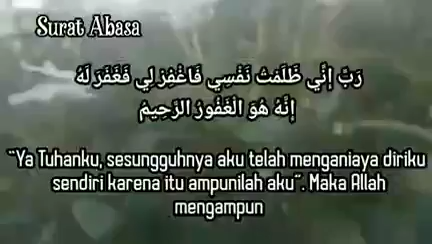 Surat Abasa
رَبِّ إِنِّي ظَلَمْتُ نَفْسِي فَاغْفِرْ لِي فَغَفَرَ لَهُ
إِنَّهُ هُوَ الْغَفُورُ الرَّحِيمُ
"Ya Tuhanku, sesungguhnya aku telah menganiaya diriku
sendiri karena itu ampunilah aku". Maka Allah
mengampun